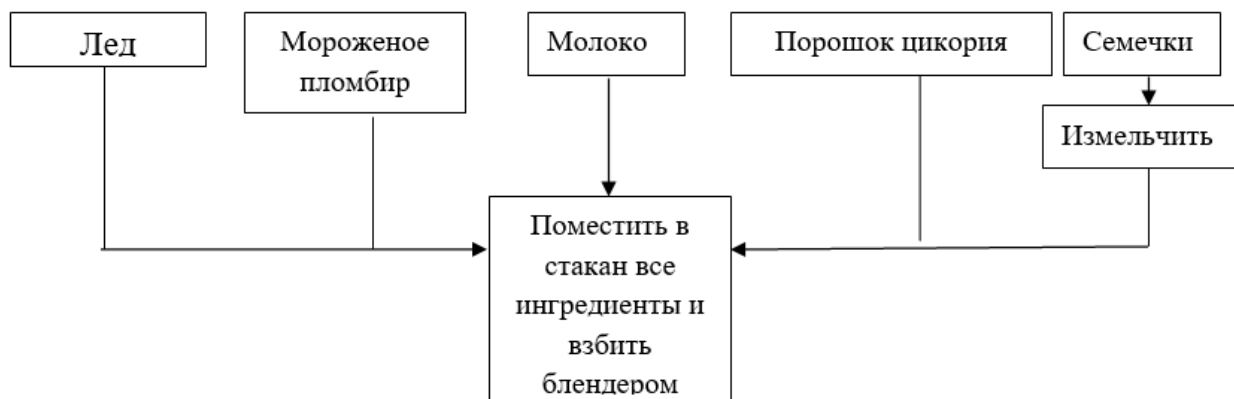 Лед
Мороженое
пломбир
Молоко
Порошок цикория
Семечки
Измельчить
Поместить в
стакан все
ингредиенты и
взбить
блендером